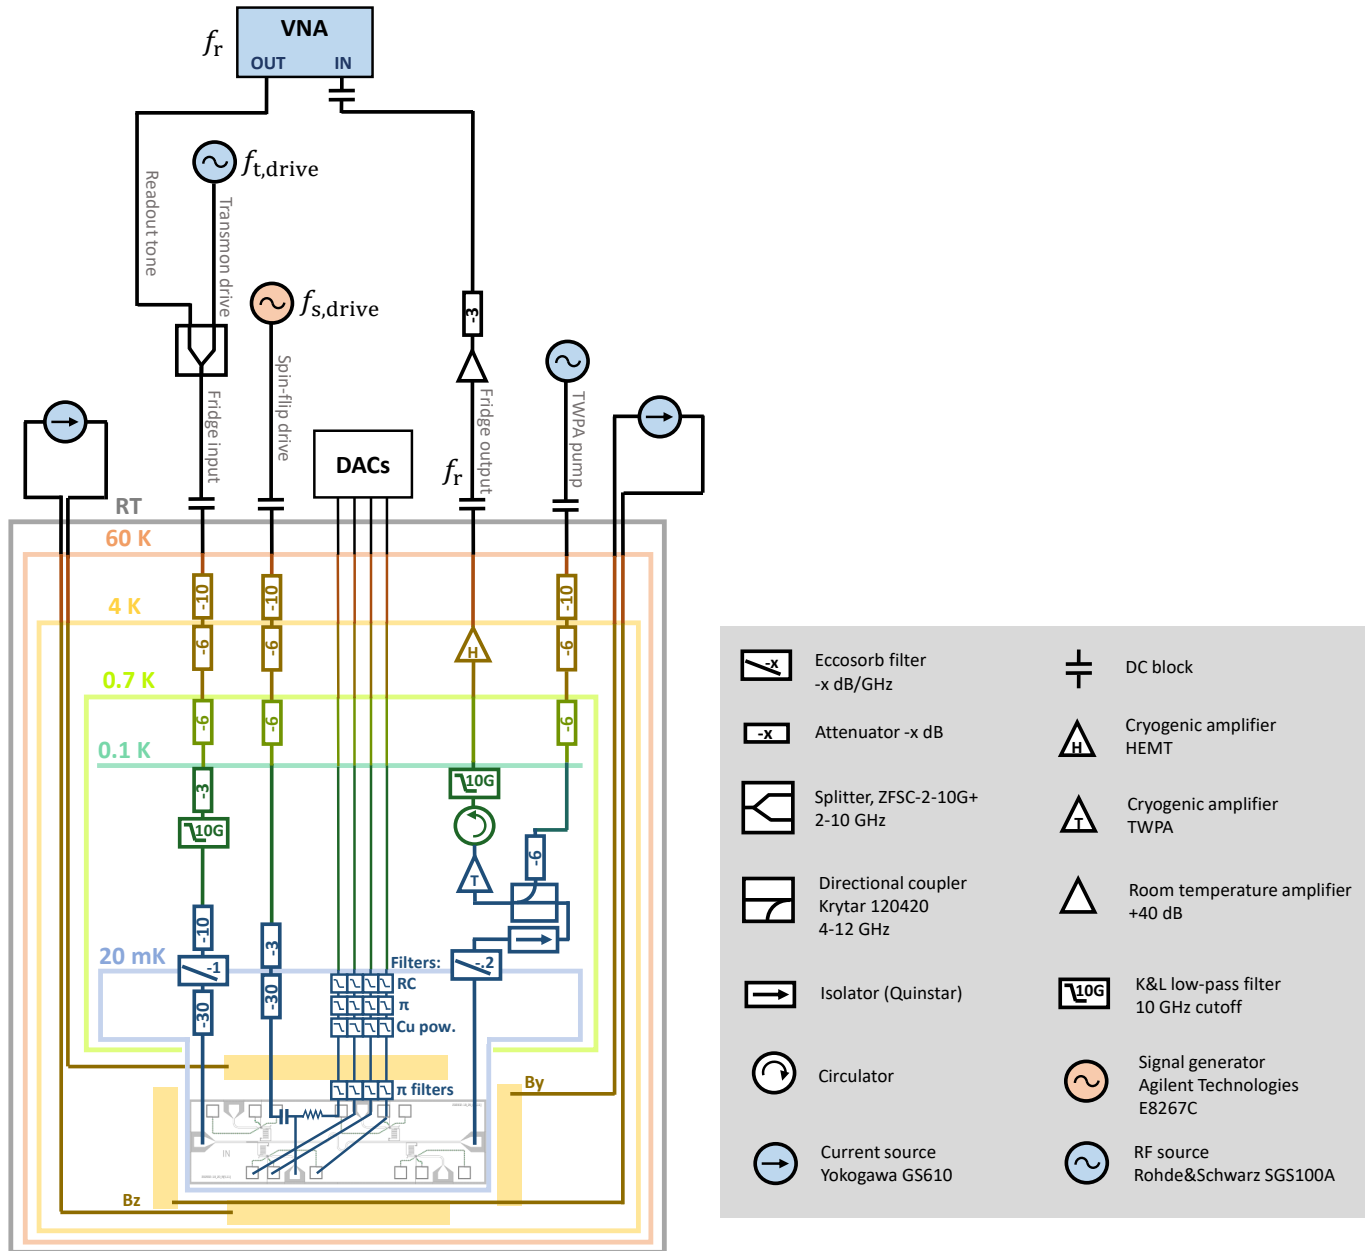 VNA
OUT IN
fr
ft,drive
Readout tone
Transmon drive
fs,drive
Spin-flip drive
-3
Fridge input
Fridge output
TWPA pump
DACs
fr
RT
60 K
-10 -10 -10
4 K
-6 -6 H -6
0.7 K
-6 -6 -6
0.1 K
-3 10G
10G
-6
T
-10
-3
20 mK
-1
Filters:
-.2
-30 -30
RC
π
Cu pow.
π filters
By
IN
Bz
-x
Eccosorb filter
-x dB/GHz
DC block
-x
Attenuator -x dB
H
Cryogenic amplifier
HEMT
Splitter, ZFSC-2-10G+
2-10 GHz
T
Cryogenic amplifier
TWPA
Directional coupler
Krytar 120420
4-12 GHz
Room temperature amplifier
+40 dB
Isolator (Quinstar)
10G
K&L low-pass filter
10 GHz cutoff
Circulator
Signal generator
Agilent Technologies
E8267C
Current source
Yokogawa GS610
RF source
Rohde&Schwarz SGS100A